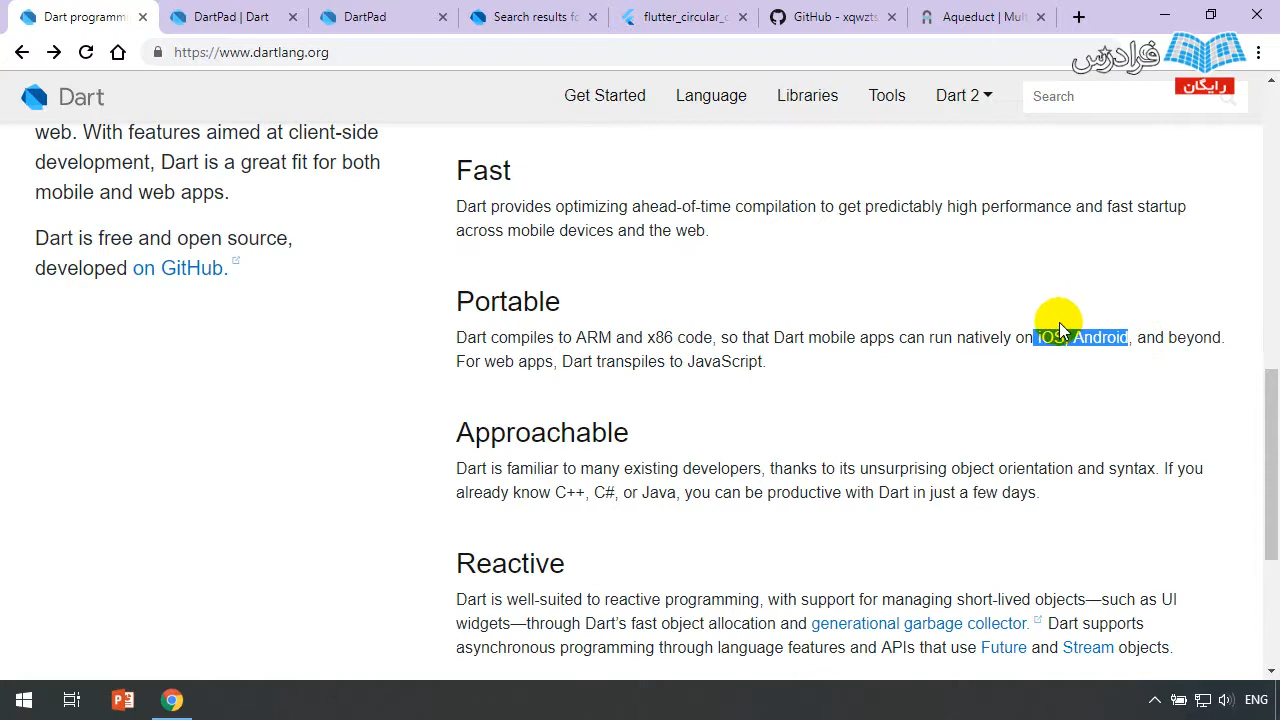 Dart programmi
DartPad | Dart
DartPad
Search results fo
flutter_circular_c
GitHub - xqwzts
Aqueduct | Mul
https://www.dartlang.org
فرادرس
رایگان
Dart
Get Started
Language
Libraries
Tools
Dart 2
Search
web. With features aimed at client-side
development, Dart is a great fit for both
mobile and web apps.
Dart is free and open source,
developed on GitHub.
Fast
Dart provides optimizing ahead-of-time compilation to get predictably high performance and fast startup
across mobile devices and the web.
Portable
Dart compiles to ARM and x86 code, so that Dart mobile apps can run natively on iOS, Android, and beyond.
For web apps, Dart transpiles to JavaScript.
Approachable
Dart is familiar to many existing developers, thanks to its unsurprising object orientation and syntax. If you
already know C++, C#, or Java, you can be productive with Dart in just a few days.
Reactive
Dart is well-suited to reactive programming, with support for managing short-lived objects—such as UI
widgets—through Dart's fast object allocation and generational garbage collector. Dart supports
asynchronous programming through language features and APIs that use Future and Stream objects.
ENG